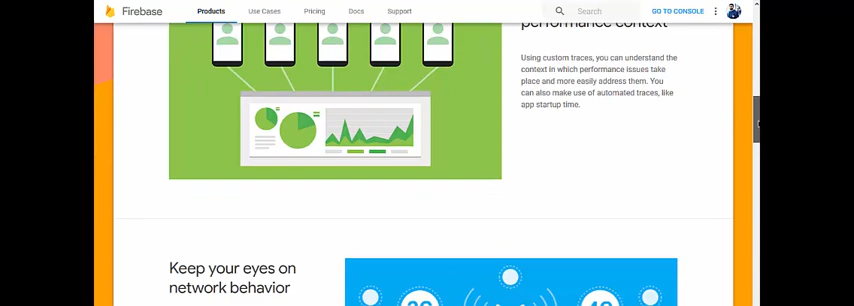 Firebase
Products
Use Cases
Pricing
Docs
Support
Search
GO TO CONSOLE
performance context
Using custom traces, you can understand the
context in which performance issues take
place and more easily address them. You
can also make use of automated traces, like
app startup time.
Keep your eyes on
network behavior
3G
4G